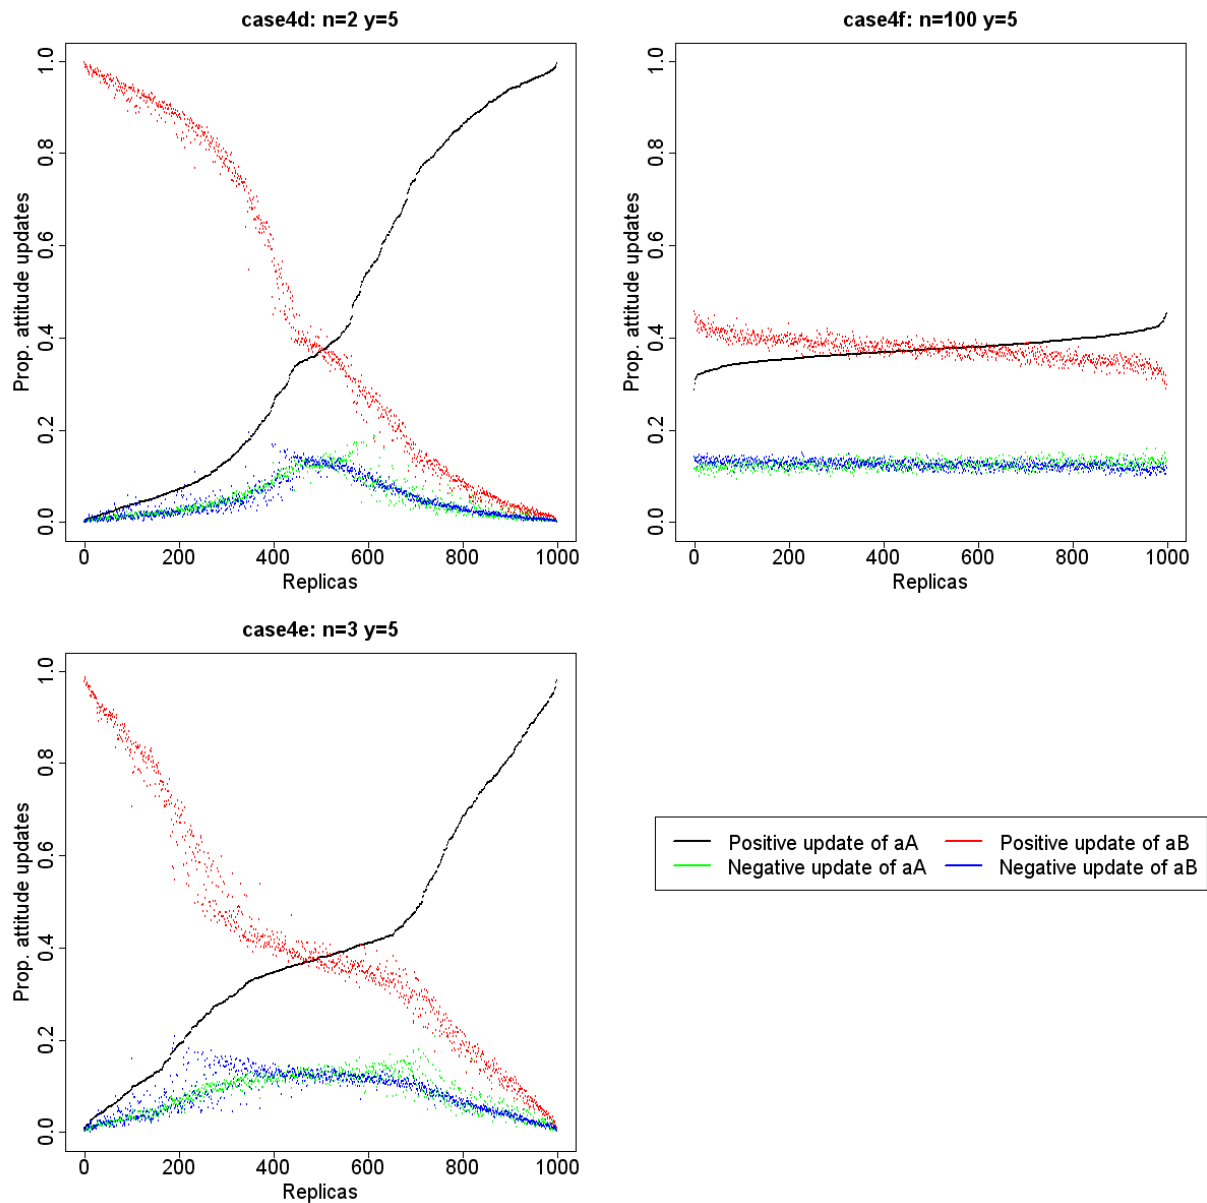 case4d: n=2 y=5
Prop. attitude updates
0.0 0.2 0.4 0.6 0.8 1.0
0 200 400 600 800 1000
Replicas
case4f: n=100 y=5
Prop. attitude updates
0.0 0.2 0.4 0.6 0.8 1.0
0 200 400 600 800 1000
Replicas
case4e: n=3 y=5
Prop. attitude updates
0.0 0.2 0.4 0.6 0.8 1.0
0 200 400 600 800 1000
Replicas
Positive update of aA Positive update of aB
Negative update of aA Negative update of aB